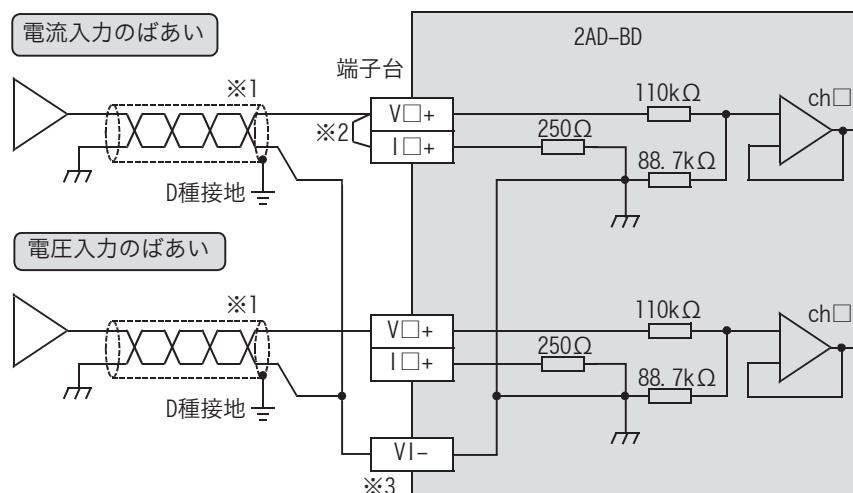 電流入力のばあい
2AD-BD
端子台
※1
V□+
110kΩ
ch□
※2
I□+
250Ω
88.7kΩ
D種接地
電圧入力のばあい
※1
V□+
110kΩ
ch□
I□+
250Ω
88.7kΩ
D種接地
VI-
※3